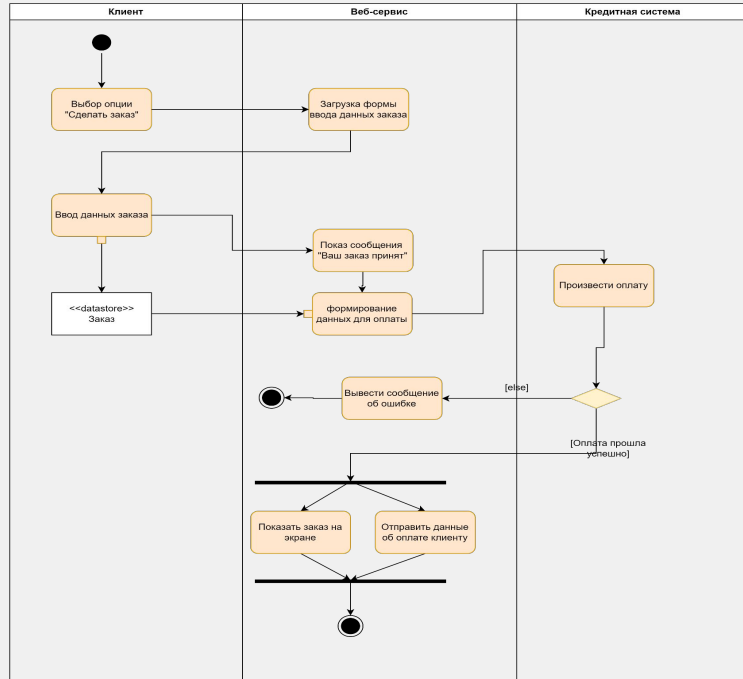 Клиент
Веб-сервис
Кредитная система
Выбор опции
"Сделать заказ"
Загрузка формы
ввода данных заказа
Ввод данных заказа
Показ сообщения
"Ваш заказ принят"
Произвести оплату
<<datastore>>
Заказ
формирование
данных для оплаты
Вывести сообщение
об ошибке
[else]
[Оплата прошла
успешно]
Показать заказ на
экране
Отправить данные
об оплате клиенту